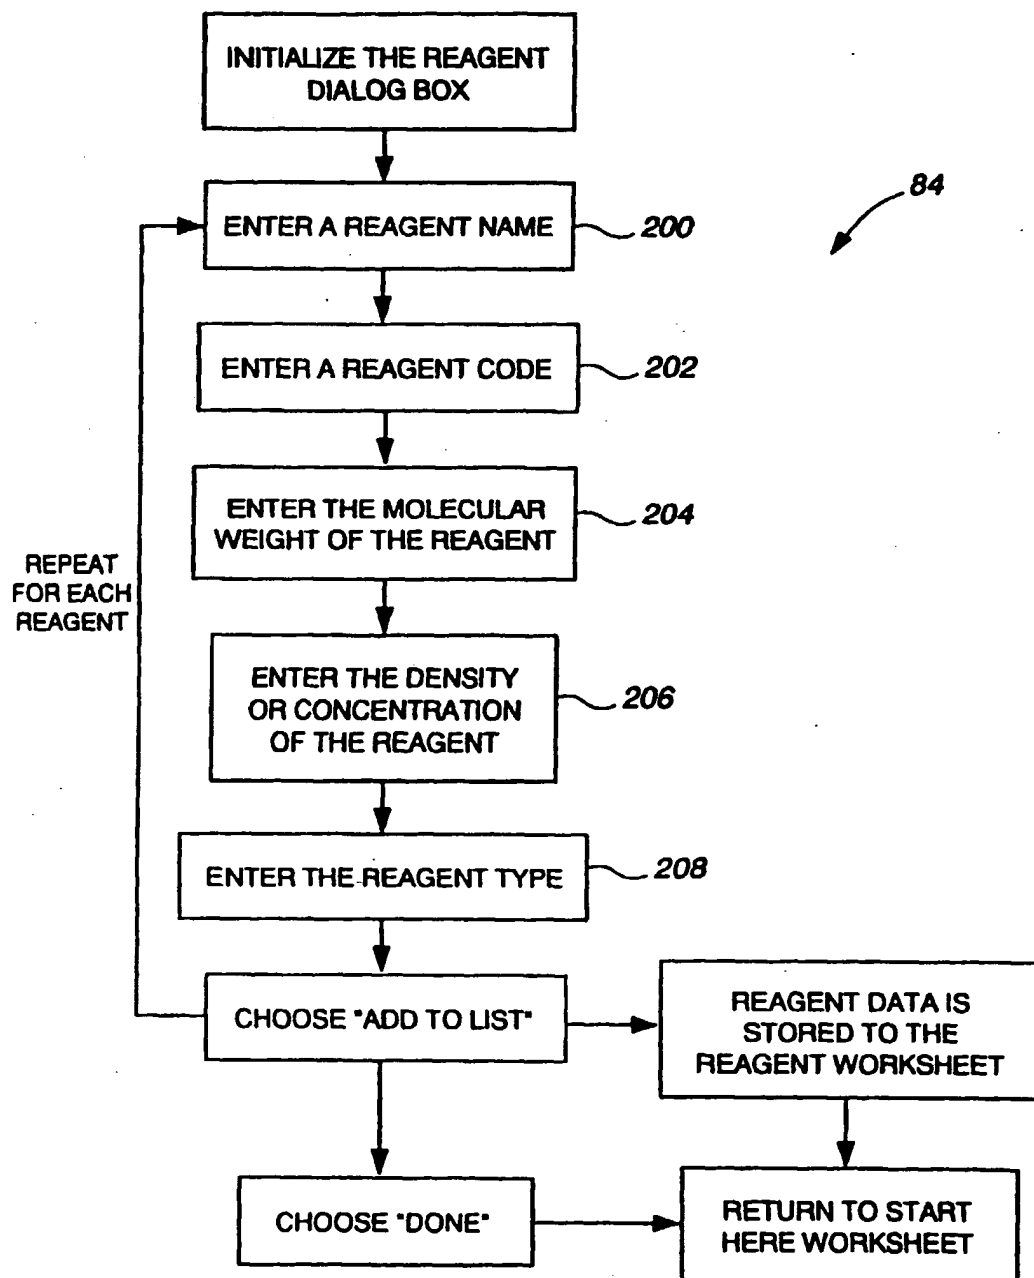 INITIALIZE THE REAGENT
DIALOG BOX
84
ENTER A REAGENT NAME
200
ENTER A REAGENT CODE
202
ENTER THE MOLECULAR
WEIGHT OF THE REAGENT
204
REPEAT
FOR EACH
REAGENT
ENTER THE DENSITY
OR CONCENTRATION
OF THE REAGENT
206
ENTER THE REAGENT TYPE
208
CHOOSE "ADD TO LIST"
REAGENT DATA IS
STORED TO THE
REAGENT WORKSHEET
CHOOSE "DONE"
RETURN TO START
HERE WORKSHEET